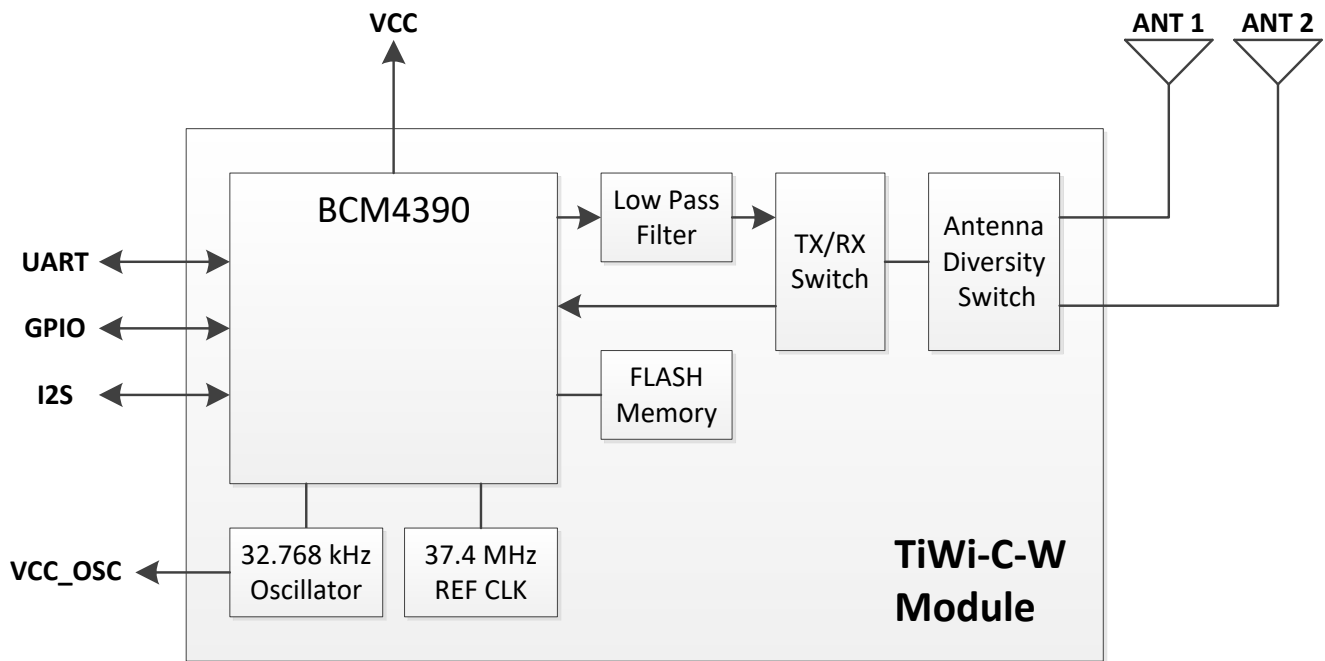 VCC
ANT 1
ANT 2
BCM4390
Low Pass
Filter
TX/RX
Switch
Antenna
Diversity
Switch
UART
GPIO
I2S
FLASH
Memory
32.768 kHz
Oscillator
37.4 MHz
REF CLK
VCC_OSC
TiWi-C-W
Module